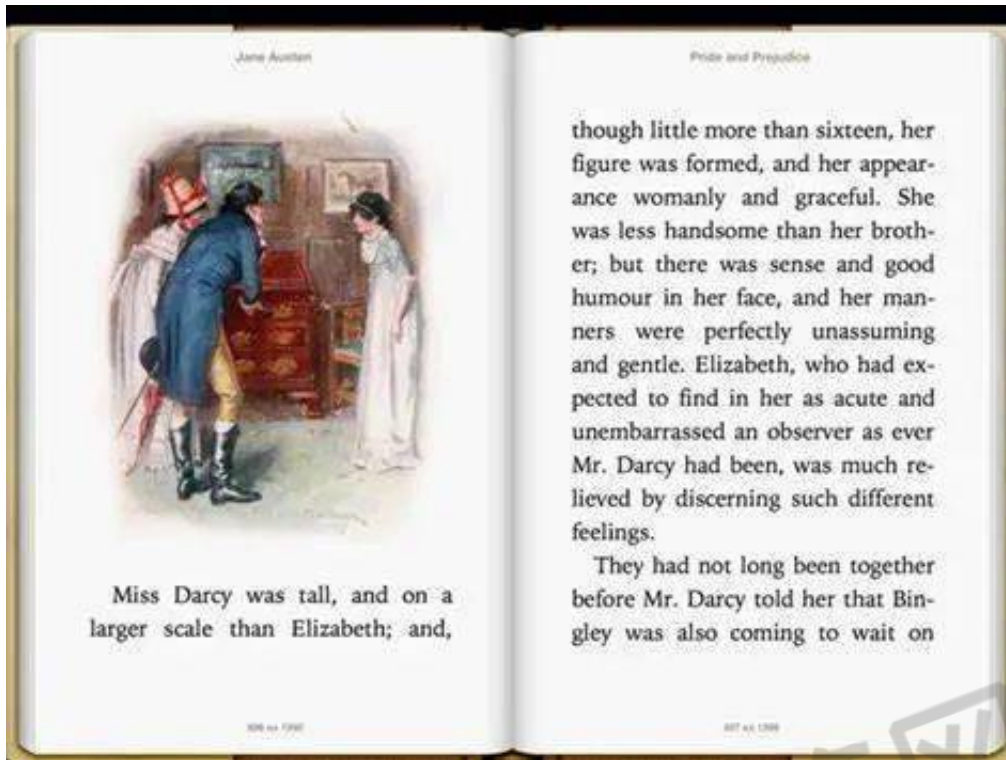 Jane Austen
Miss Darcy was tall, and on a
larger scale than Elizabeth; and,
Pride and Prejudice
though little more than sixteen, her
figure was formed, and her appear-
ance womanly and graceful. She
was less handsome than her broth-
er; but there was sense and good
humour in her face, and her man-
ners were perfectly unassuming
and gentle. Elizabeth, who had ex-
pected to find in her as acute and
unembarrassed an observer as ever
Mr. Darcy had been, was much re-
lieved by discerning such different
feelings.
They had not long been together
before Mr. Darcy told her that Bin-
gley was also coming to wait on